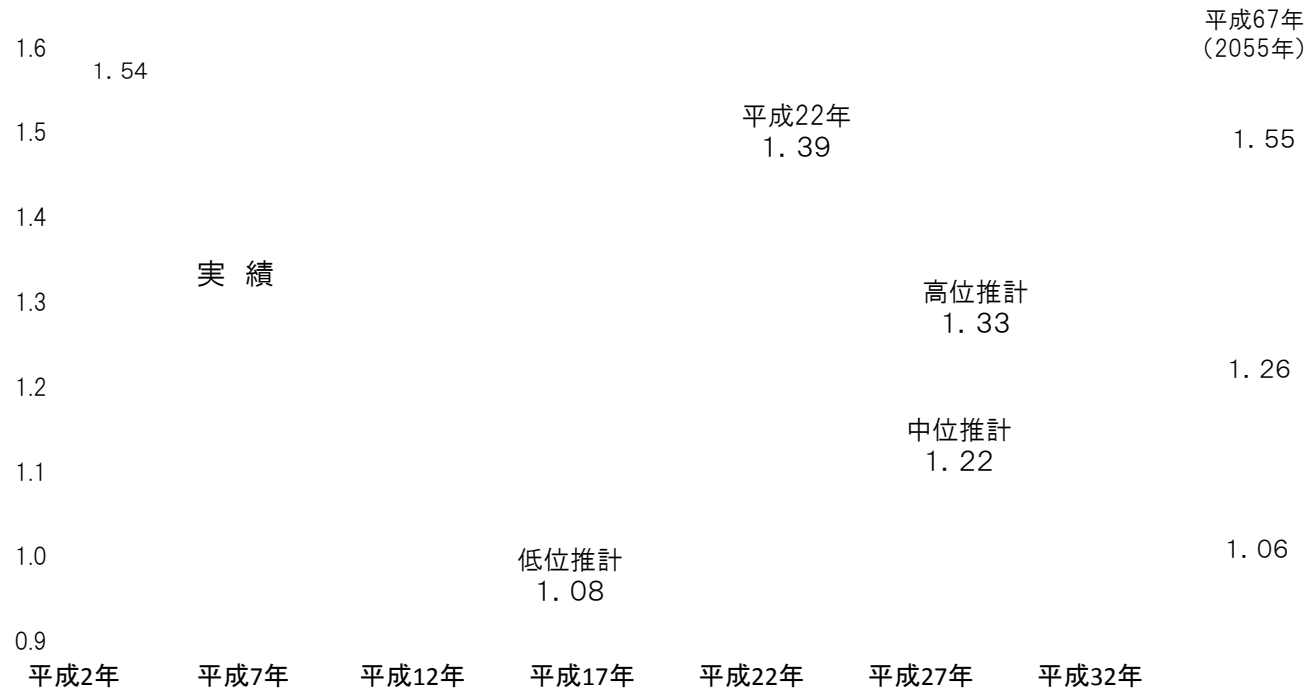 平成67年
(2055年)
1.6
1.54
平成22年
1.39
1.5
1.55
1.4
実 績
1.3
高位推計
1.33
1.26
1.2
中位推計
1.22
1.1
1.06
1.0
低位推計
1.08
0.9
平成2年 平成7年 平成12年 平成17年 平成22年 平成27年 平成32年